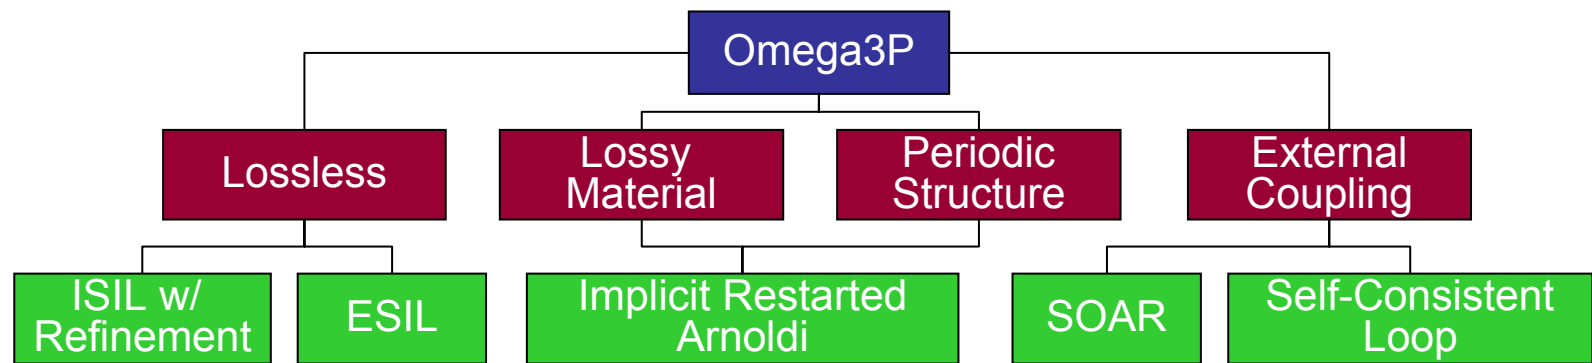 Omega3P
Lossless
Lossy
Material
Periodic
Structure
External
Coupling
ISIL w/
Refinement
ESIL
Implicit Restarted
Arnoldi
SOAR
Self-Consistent
Loop